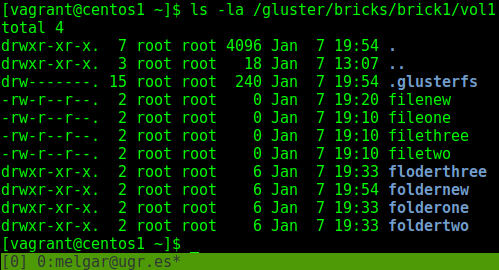 [vagrant@centos1 ~]$ ls -la /gluster/bricks/brick1/vol1
total 4
drwxr-xr-x. 7 root root 4096 Jan 7 19:54 .
drwxr-xr-x. 3 root root 18 Jan 7 13:07 ..
drw-------. 15 root root 240 Jan 7 19:54 .glusterfs
-rw-r--r--. 2 root root 0 Jan 7 19:20 filenew
-rw-r--r--. 2 root root 0 Jan 7 19:10 fileone
-rw-r--r--. 2 root root 0 Jan 7 19:10 filethree
-rw-r--r--. 2 root root 0 Jan 7 19:10 filetwo
drwxr-xr-x. 2 root root 6 Jan 7 19:33 floderthree
drwxr-xr-x. 2 root root 6 Jan 7 19:54 foldernew
drwxr-xr-x. 2 root root 6 Jan 7 19:33 folderone
drwxr-xr-x. 2 root root 6 Jan 7 19:33 foldertwo
[vagrant@centos1 ~]$
[0] 0:melgar@ugr.es*